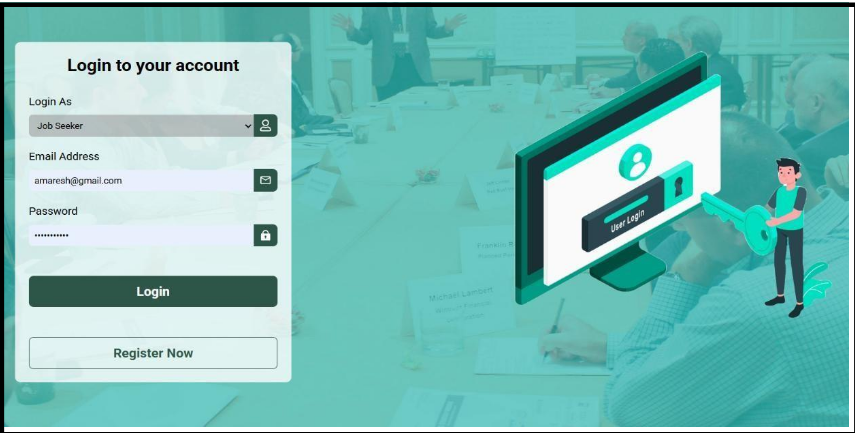 Login to your account
Login As
Job Seeker
Email Address
amaresh@gmail.com
Password
...........
Login
Register Now
User Login
Michael Lambert